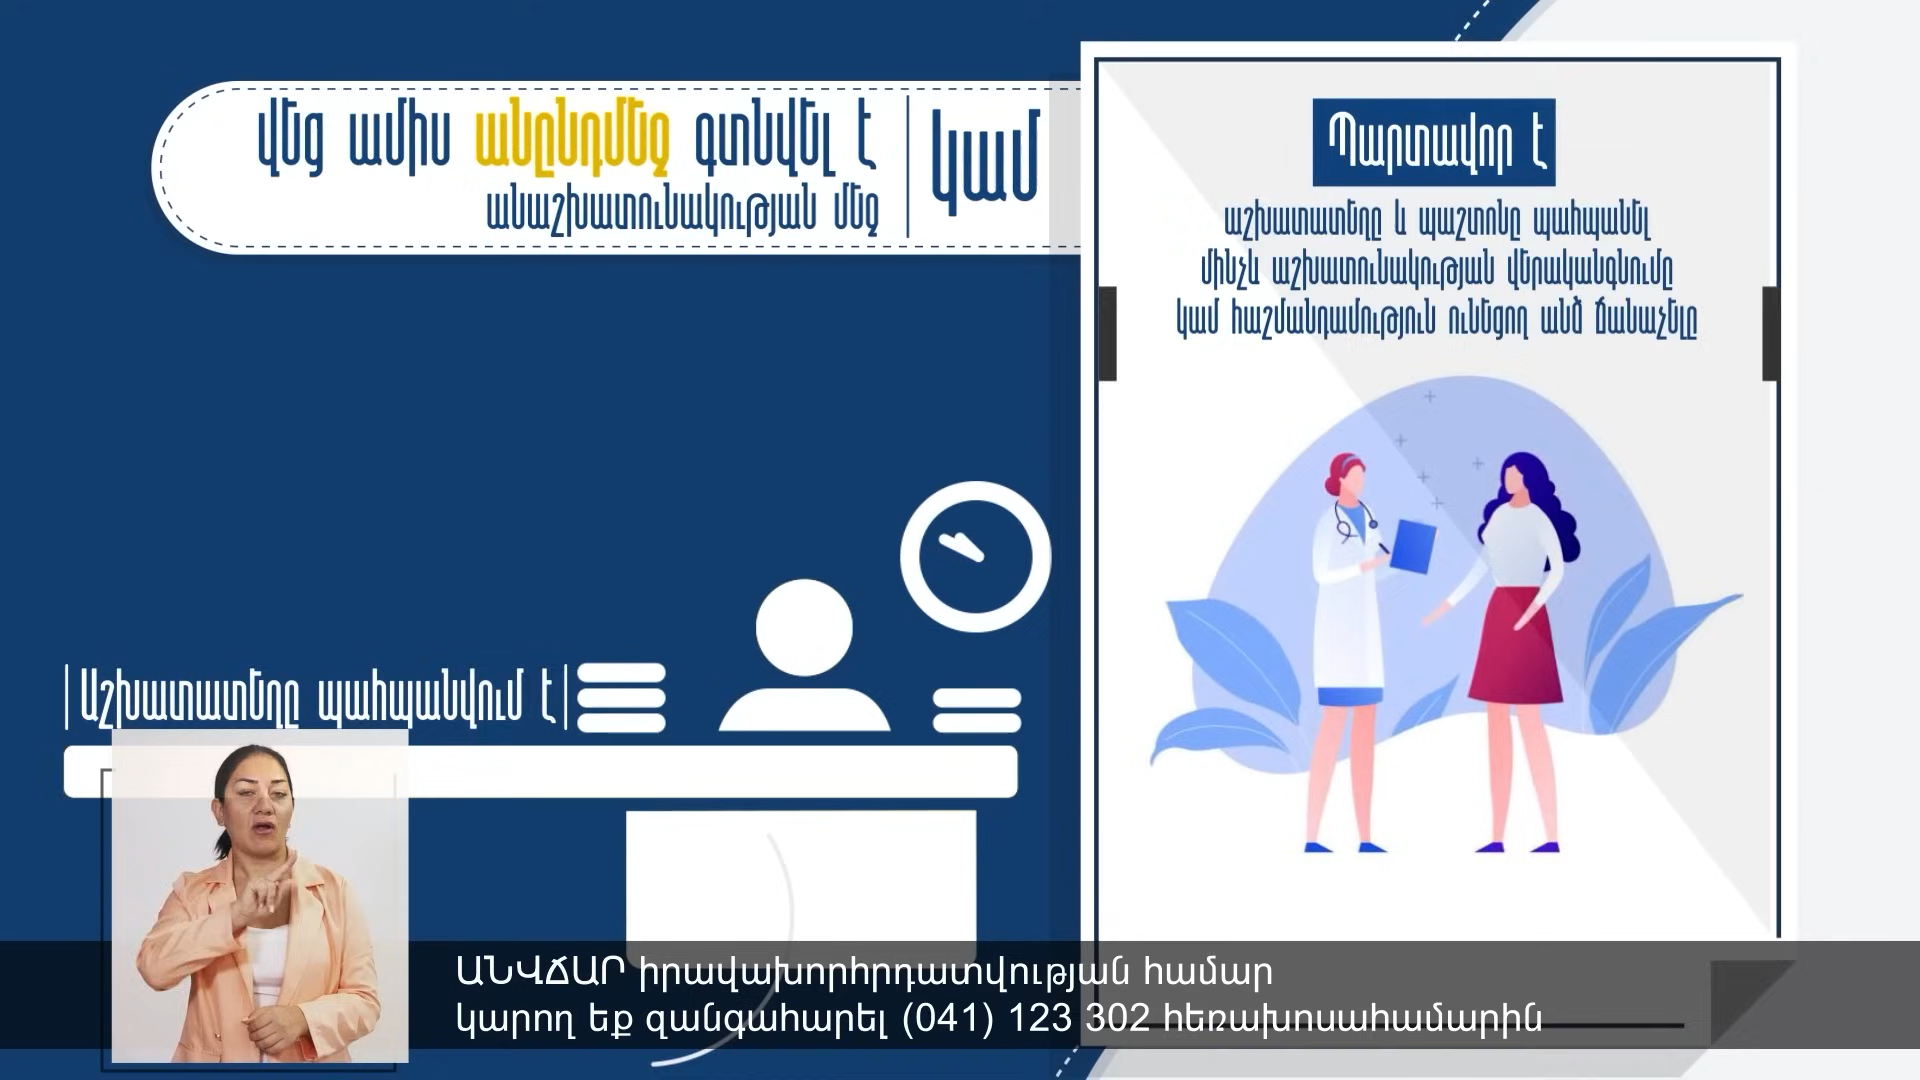 վեց ամիս անընդմեջ գտնվել է
անաշխատունակության մեջ
կամ
Պարտավոր է
աշխատատեղը և պաշտոնը պահպանել
մինչև աշխատունակության վերականգնումը
կամ հաշմանդամություն ունեցող անձ ճանաչելը
Աշխատատեղը պահպանվում է
ԱՆՎՃԱՐ իրավախորհրդատվության համար
կարող եք զանգահարել (041) 123 302 հեռախոսահամարին